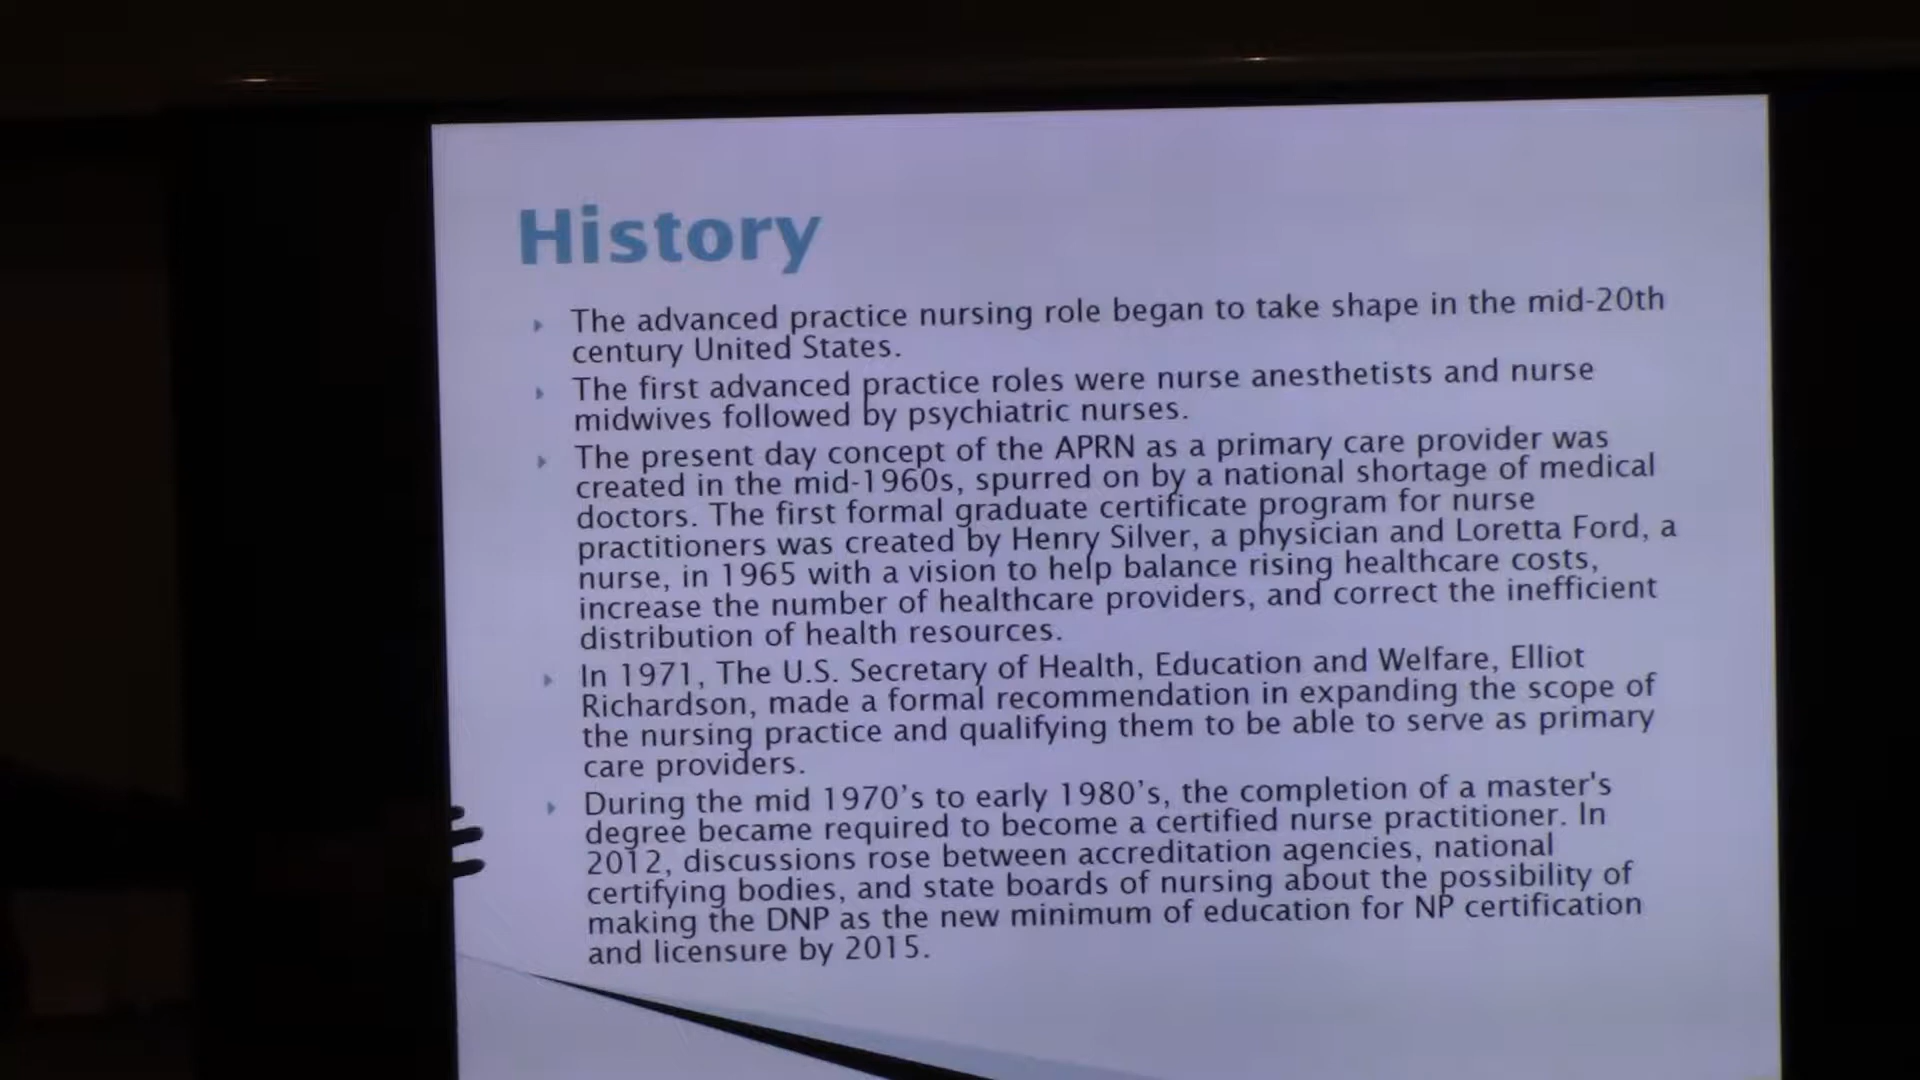 History
The advanced practice nursing role began to take shape in the mid-20th
century United States.
The first advanced practice roles were nurse anesthetists and nurse
midwives followed by psychiatric nurses.
The present day concept of the APRN as a primary care provider was
created in the mid-1960s, spurred on by a national shortage of medical
doctors. The first formal graduate certificate program for nurse
practitioners was created by Henry Silver, a physician and Loretta Ford, a
nurse, in 1965 with a vision to help balance rising healthcare costs,
increase the number of healthcare providers, and correct the inefficient
distribution of health resources.
In 1971, The U.S. Secretary of Health, Education and Welfare, Elliot
Richardson, made a formal recommendation in expanding the scope of
the nursing practice and qualifying them to be able to serve as primary
care providers.
During the mid 1970’s to early 1980’s, the completion of a master's
degree became required to become a certified nurse practitioner. In
2012, discussions rose between accreditation agencies, national
certifying bodies, and state boards of nursing about the possibility of
making the DNP as the new minimum of education for NP certification
and licensure by 2015.